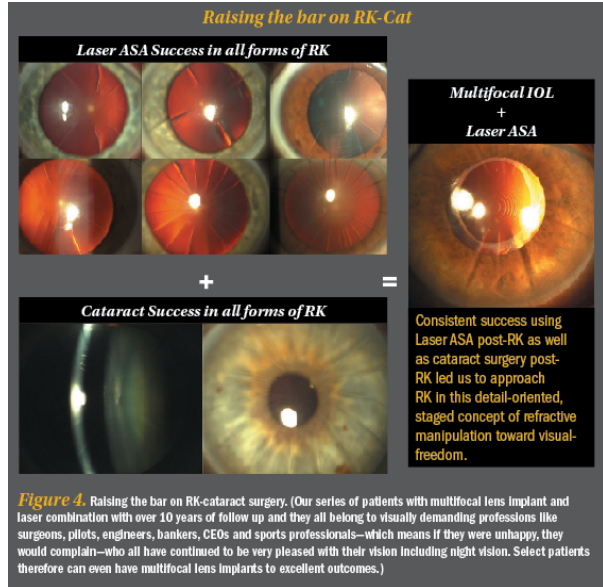 Raising the bar on RK-Cat
Laser ASA Success in all forms of RK
+
Cataract Success in all forms of RK
=
Multifocal IOL
+
Laser ASA
Consistent success using
Laser ASA post-RK as well
as cataract surgery post-
RK led us to approach
RK in this detail-oriented,
staged concept of refractive
manipulation toward visual-
freedom.
Figure 4. Raising the bar on RK-cataract surgery. (Our series of patients with multifocal lens implant and
laser combination with over 10 years of follow up and they all belong to visually demanding professions like
surgeons, pilots, engineers, bankers, CEOs and sports professionals—which means if they were unhappy, they
would complain—who all have continued to be very pleased with their vision including night vision. Select patients
therefore can even have multifocal lens implants to excellent outcomes.)